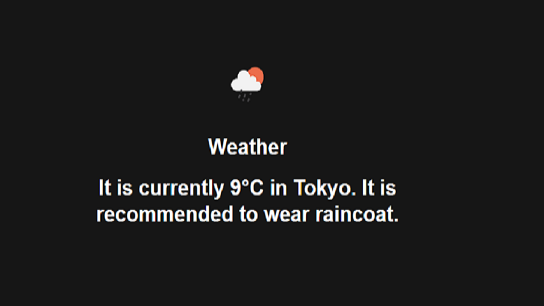 Weather
It is currently 9°C in Tokyo. It is
recommended to wear raincoat.